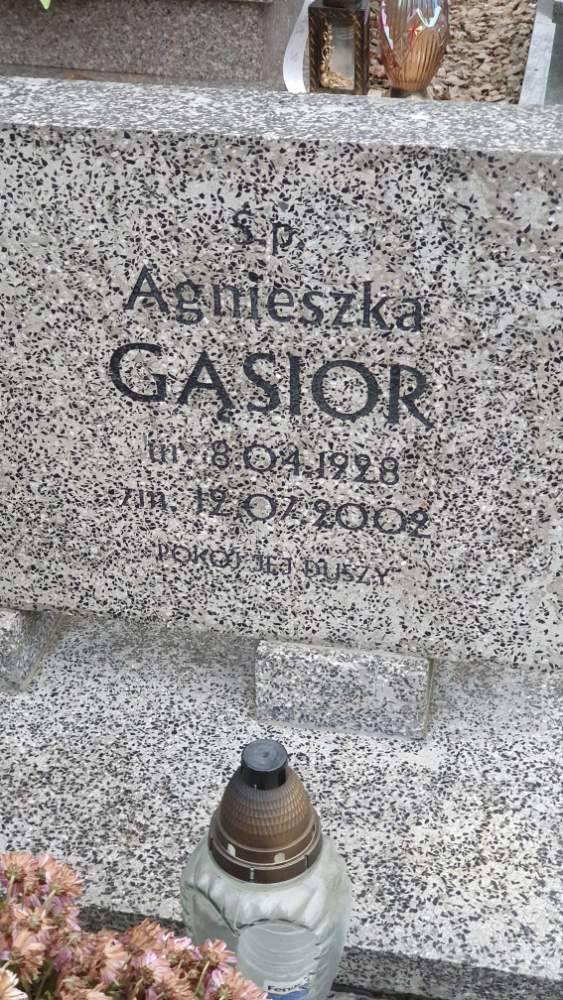 Ś.p.
Agnieszka
GĄSIOR
ur. 8.04.1928
zm. 12.07.2002
POKÓJ JEJ DUSZY